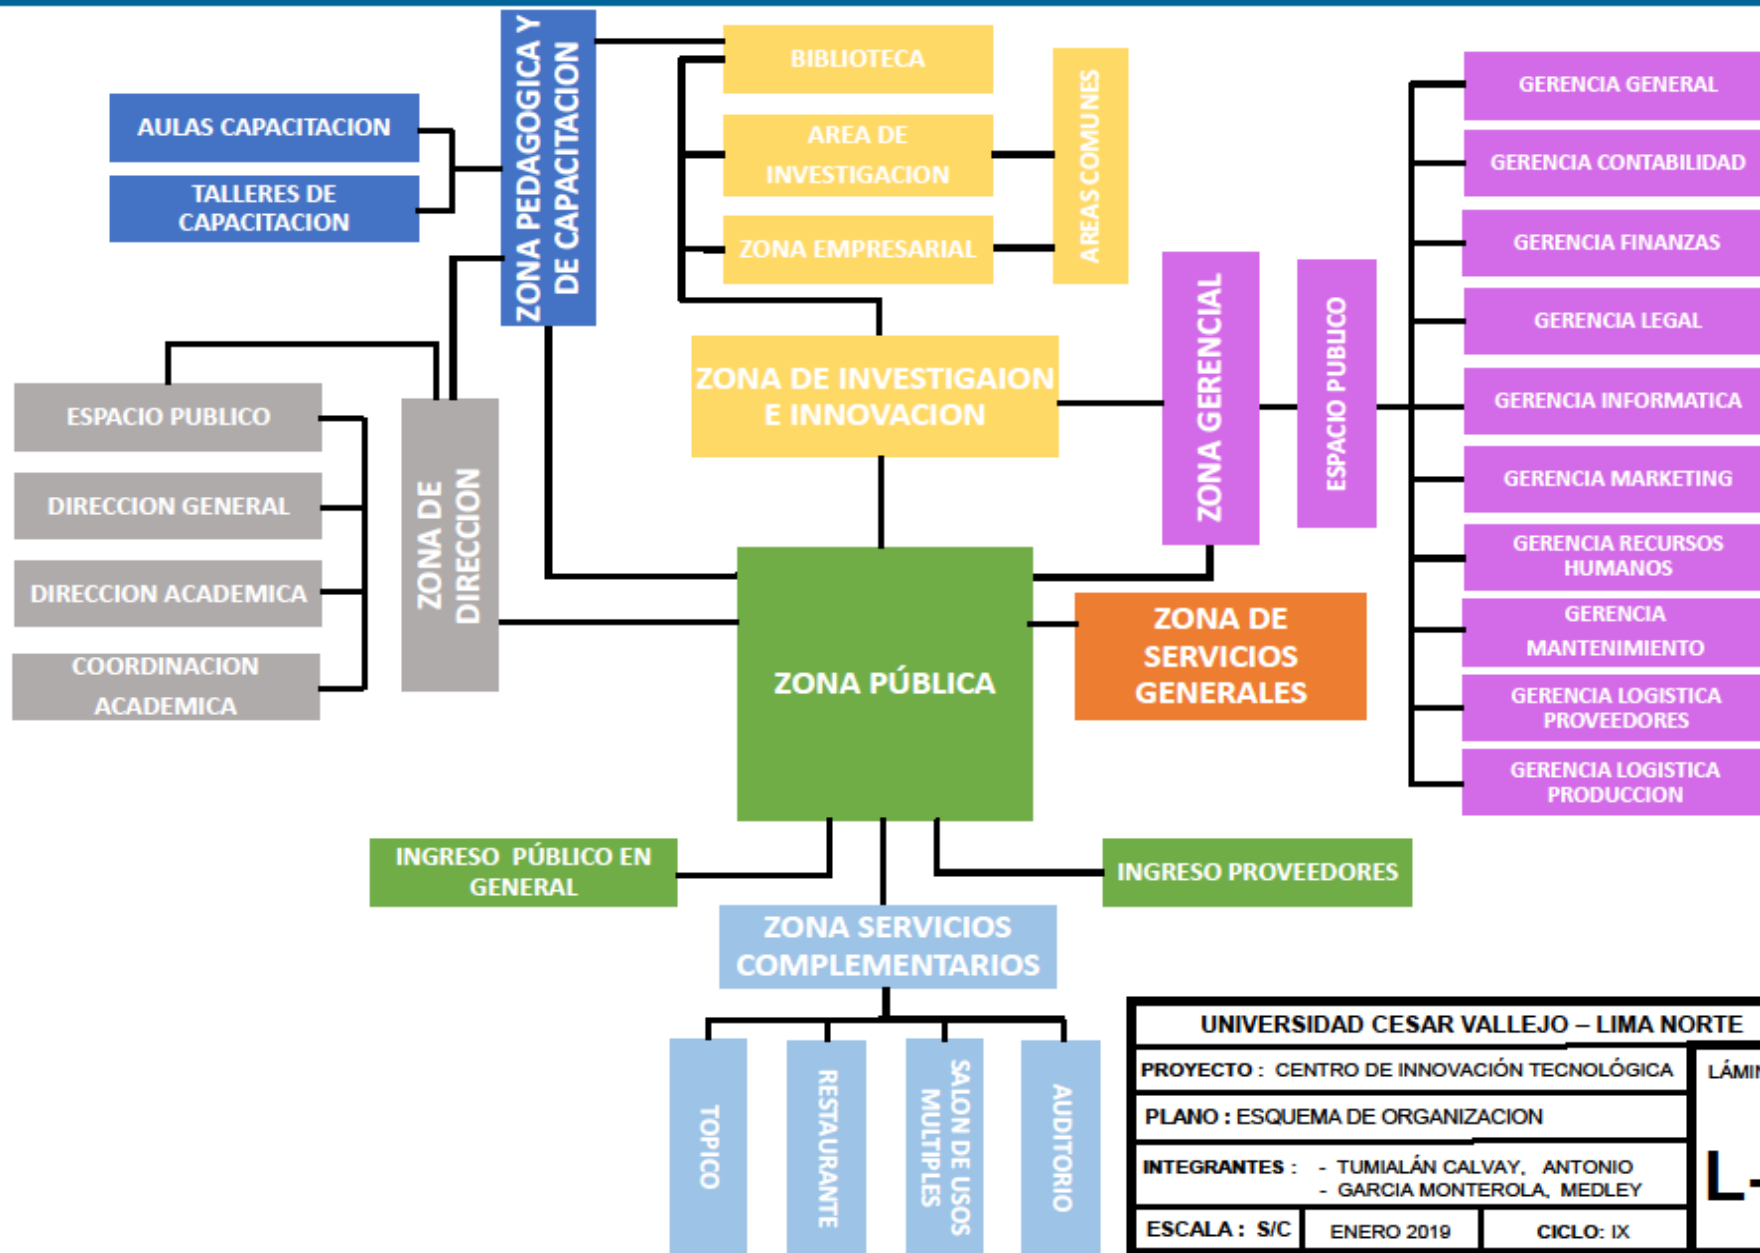 ZONA PEDAGOGICA Y
DE CAPACITACION
AULAS CAPACITACION
TALLERES DE
CAPACITACION
BIBLIOTECA
AREA DE
INVESTIGACION
ZONA EMPRESARIAL
AREAS COMUNES
ZONA DE INVESTIGAION
E INNOVACION
ZONA GERENCIAL
ESPACIO PUBLICO
GERENCIA GENERAL
GERENCIA CONTABILIDAD
GERENCIA FINANZAS
GERENCIA LEGAL
GERENCIA INFORMATICA
GERENCIA MARKETING
GERENCIA RECURSOS
HUMANOS
GERENCIA
MANTENIMIENTO
GERENCIA LOGISTICA
PROVEEDORES
GERENCIA LOGISTICA
PRODUCCION
ESPACIO PUBLICO
DIRECCION GENERAL
DIRECCION ACADEMICA
COORDINACION
ACADEMICA
ZONA DE
DIRECCION
ZONA PÚBLICA
ZONA DE
SERVICIOS
GENERALES
INGRESO PÚBLICO EN
GENERAL
INGRESO PROVEEDORES
ZONA SERVICIOS
COMPLEMENTARIOS
TOPICO
RESTAURANTE
SALON DE USOS
MULTIPLES
AUDITORIO
UNIVERSIDAD CESAR VALLEJO – LIMA NORTE
PROYECTO : CENTRO DE INNOVACIÓN TECNOLÓGICA
PLANO : ESQUEMA DE ORGANIZACION
INTEGRANTES : - TUMIALÁN CALVAY, ANTONIO
- GARCIA MONTEROLA, MEDLEY
ESCALA : S/C ENERO 2019 CICLO: IX
L-